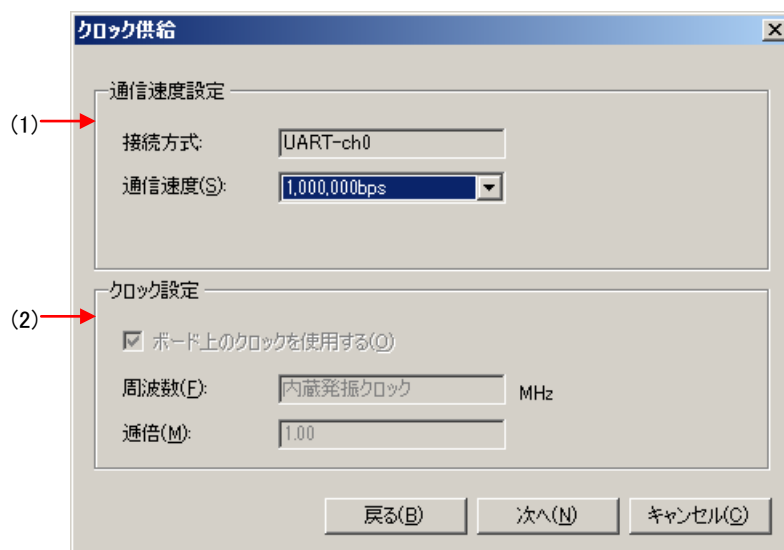 クロック供給
(1)
通信速度設定
接続方式:
UART-ch0
通信速度(S):
1,000,000bps
(2)
クロック設定
ボード上のクロックを使用する(O)
周波数(F):
内蔵発振クロック
MHz
逓倍(M):
1.00
戻る(B)
次へ(N)
キャンセル(C)